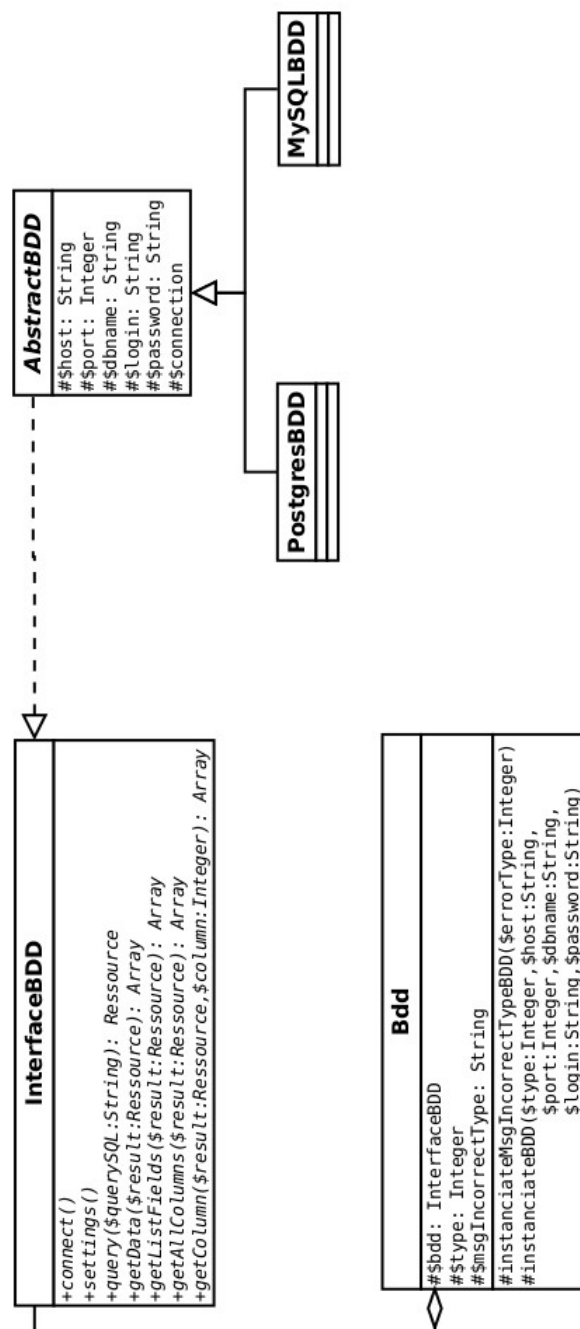 InterfaceBDD
+connect()
+settings()
+query($querySQL:String): Ressource
+getData($result:Ressource): Array
+getListFields($result:Ressource): Array
+getAllColumns($result:Ressource): Array
+getColumn($result:Ressource,$column:Integer): Array
AbstractBDD
#$host: String
#$port: Integer
#$dbname: String
#$login: String
#$password: String
#$connection
PostgresBDD
MySQLBDD
Bdd
#$bdd: InterfaceBDD
#$type: Integer
#$msgIncorrectType: String
#instanciateMsgIncorrectTypeBDD($errorType:Integer)
#instanciateBDD($type:Integer,$host:String,
$port:Integer,$dbname:String,
$login:String,$password:String)